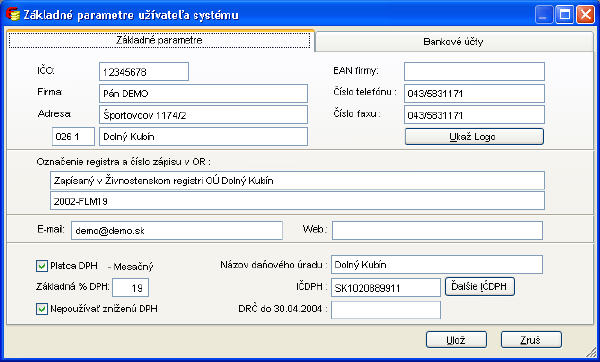 Základné parametre užívateľa systému
Základné parametre
Bankové účty
IČO: 12345678
EAN firmy:
Firma: Pán DEMO
Číslo telefónu : 043/5831171
Adresa: Športovcov 1174/2
Číslo faxu : 043/5831171
026 1 Dolný Kubín
Ukaž Logo
Označenie registra a číslo zápisu v OR :
Zapísaný v Živnostenskom registri OÚ Dolný Kubín
2002-FLM19
E-mail: demo@demo.sk
Web :
Platca DPH - Mesačný
Názov daňového úradu : Dolný Kubín
Základná % DPH: 19
IČDPH : SK1020889911
Ďalšie IČDPH
Nepoužívať zníženú DPH
DRČ do 30.04.2004 :
Ulož
Zruš